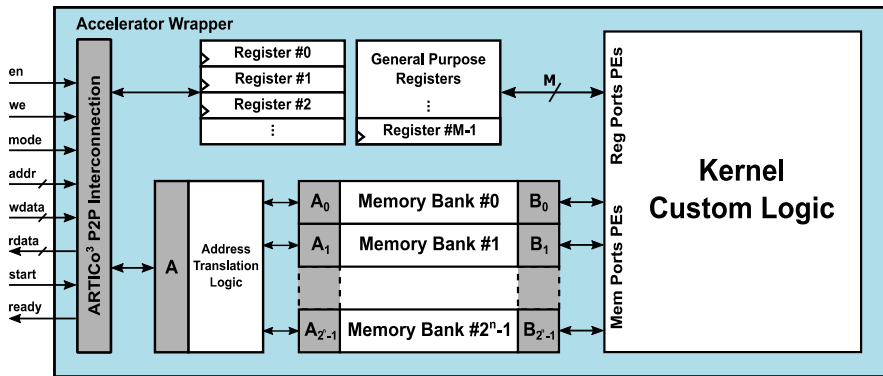 Accelerator Wrapper
en
we
mode
addr
wdata
rdata
start
ready
ARTICo³ P2P Interconnection
Register #0
Register #1
Register #2
...
General Purpose
Registers
...
Register #M-1
M
Reg Ports PEs
Mem Ports PEs
Kernel
Custom Logic
A
Address
Translation
Logic
A₀ Memory Bank #0 B₀
A₁ Memory Bank #1 B₁
A2ⁿ-1 Memory Bank #2ⁿ-1 B2ⁿ-1